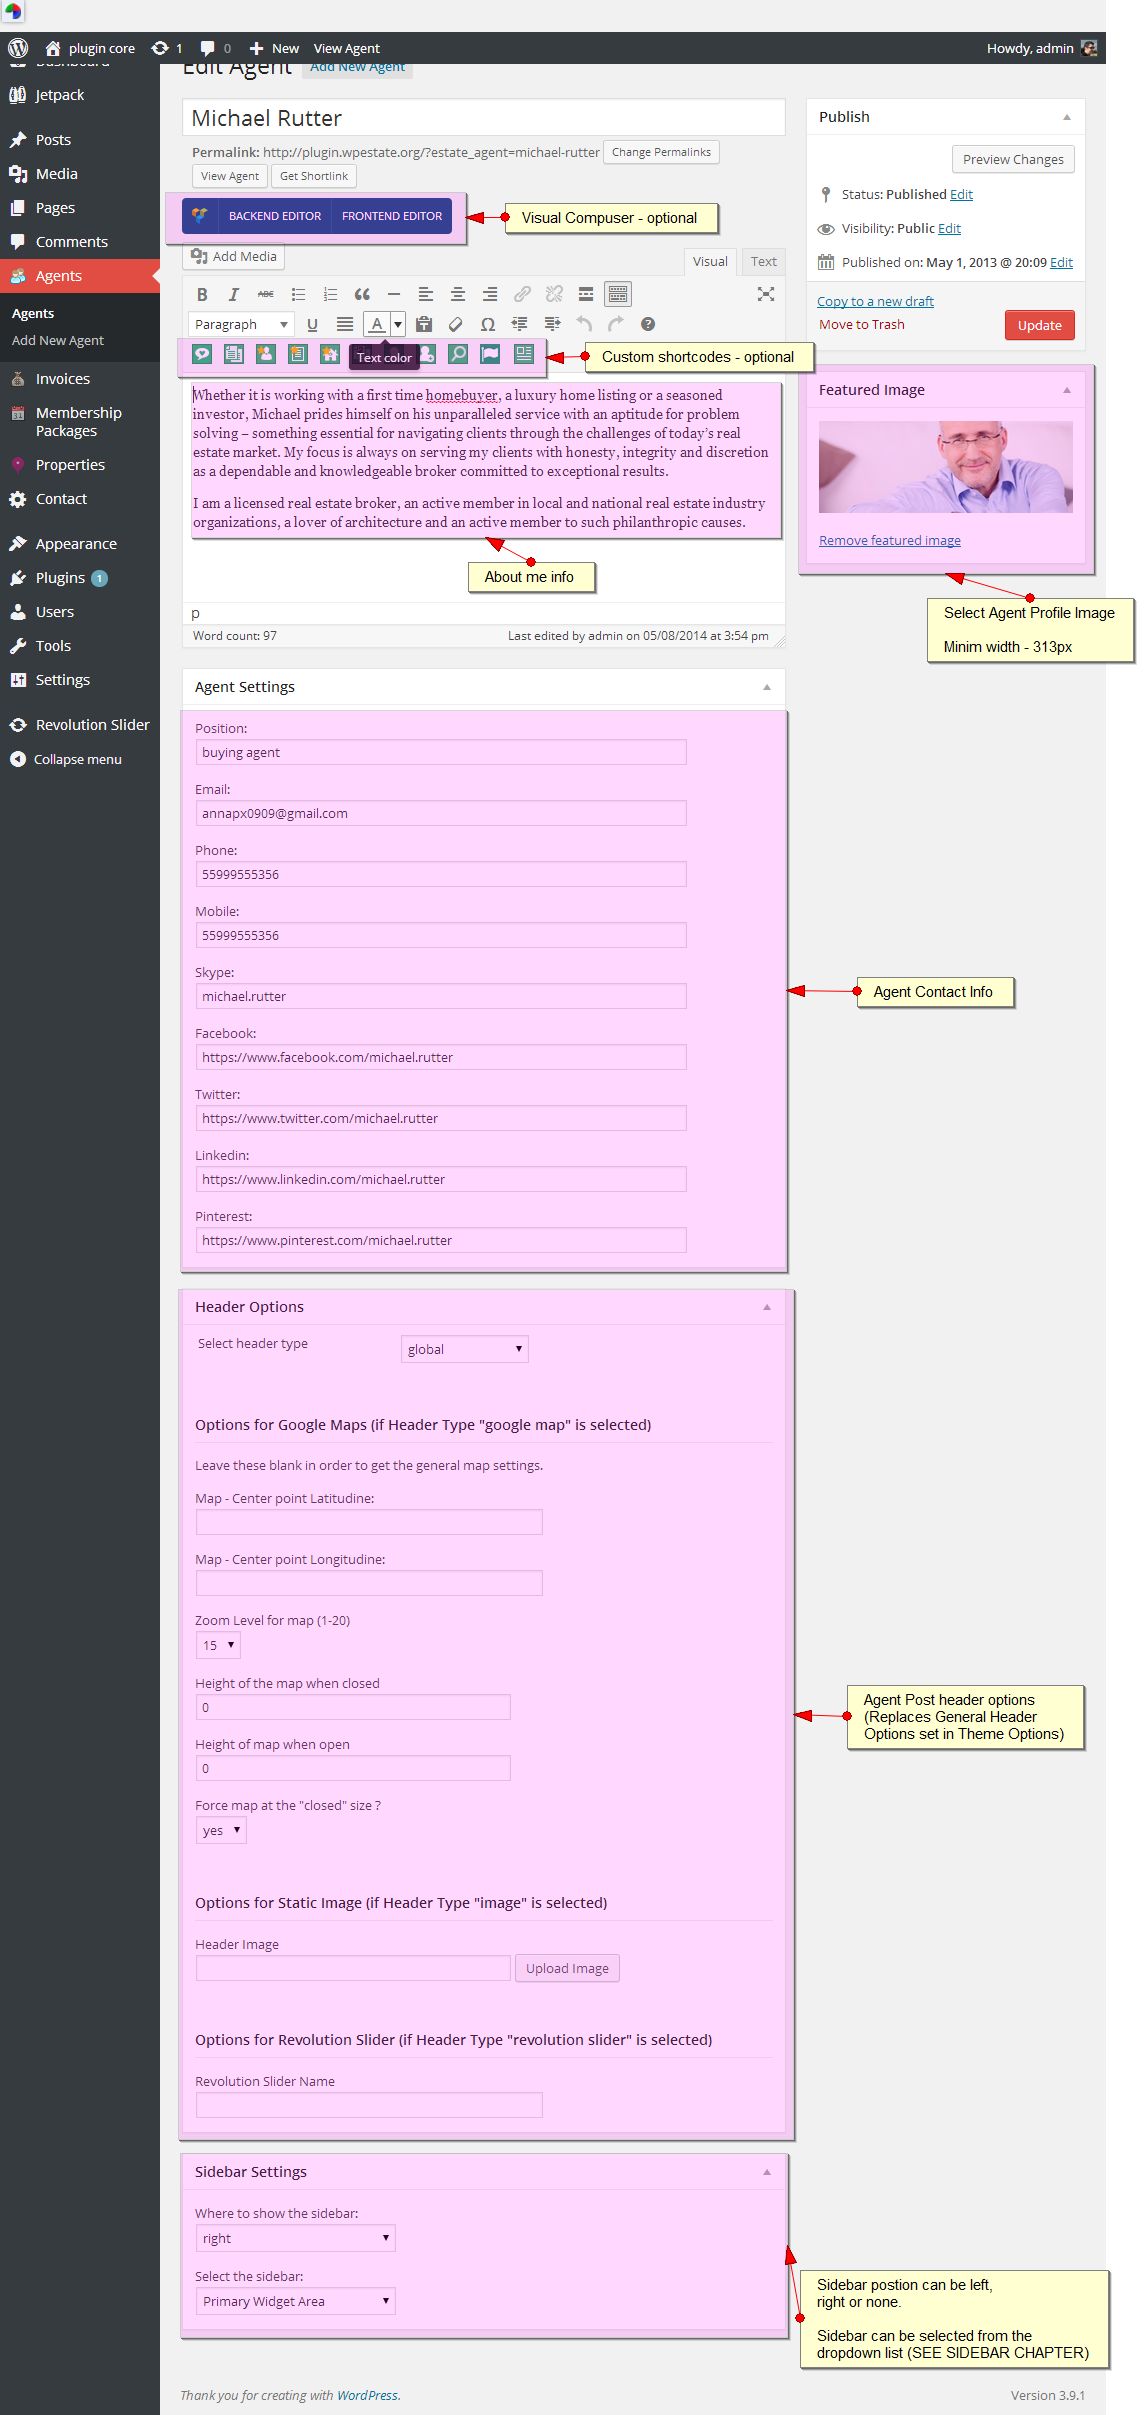 plugin core 1 0 New View Agent Howdy, admin
Dashboard
Edit Agent Add New Agent
Jetpack
Posts
Media
Pages
Comments
Agents
Agents
Add New Agent
Invoices
Membership
Packages
Properties
Contact
Appearance
Plugins 1
Users
Tools
Settings
Revolution Slider
Collapse menu
Michael Rutter
Permalink: http://plugin.wpestate.org/?estate_agent=michael-rutter Change Permalinks
View Agent Get Shortlink
BACKEND EDITOR FRONTEND EDITOR
Visual Compuser - optional
Add Media
Visual Text
B I ABC
Paragraph U A Ω
Text color
Custom shortcodes - optional
Whether it is working with a first time homebuyer, a luxury home listing or a seasoned
investor, Michael prides himself on his unparalleled service with an aptitude for problem
solving – something essential for navigating clients through the challenges of today's real
estate market. My focus is always on serving my clients with honesty, integrity and discretion
as a dependable and knowledgeable broker committed to exceptional results.
I am a licensed real estate broker, an active member in local and national real estate industry
organizations, a lover of architecture and an active member to such philanthropic causes.
About me info
p
Word count: 97 Last edited by admin on 05/08/2014 at 3:54 pm
Publish
Preview Changes
Status: Published Edit
Visibility: Public Edit
Published on: May 1, 2013 @ 20:09 Edit
Copy to a new draft
Move to Trash
Update
Featured Image
Remove featured image
Select Agent Profile Image
Minim width - 313px
Agent Settings
Position:
buying agent
Email:
annapx0909@gmail.com
Phone:
55999555356
Mobile:
55999555356
Skype:
michael.rutter
Agent Contact Info
Facebook:
https://www.facebook.com/michael.rutter
Twitter:
https://www.twitter.com/michael.rutter
Linkedin:
https://www.linkedin.com/michael.rutter
Pinterest:
https://www.pinterest.com/michael.rutter
Header Options
Select header type global
Options for Google Maps (if Header Type "google map" is selected)
Leave these blank in order to get the general map settings.
Map - Center point Latitudine:
Map - Center point Longitudine:
Zoom Level for map (1-20)
15
Height of the map when closed
0
Height of map when open
0
Agent Post header options
(Replaces General Header
Options set in Theme Options)
Force map at the "closed" size ?
yes
Options for Static Image (if Header Type "image" is selected)
Header Image
Upload Image
Options for Revolution Slider (if Header Type "revolution slider" is selected)
Revolution Slider Name
Sidebar Settings
Where to show the sidebar:
right
Select the sidebar:
Primary Widget Area
Sidebar postion can be left,
right or none.
Sidebar can be selected from the
dropdown list (SEE SIDEBAR CHAPTER)
Thank you for creating with WordPress. Version 3.9.1